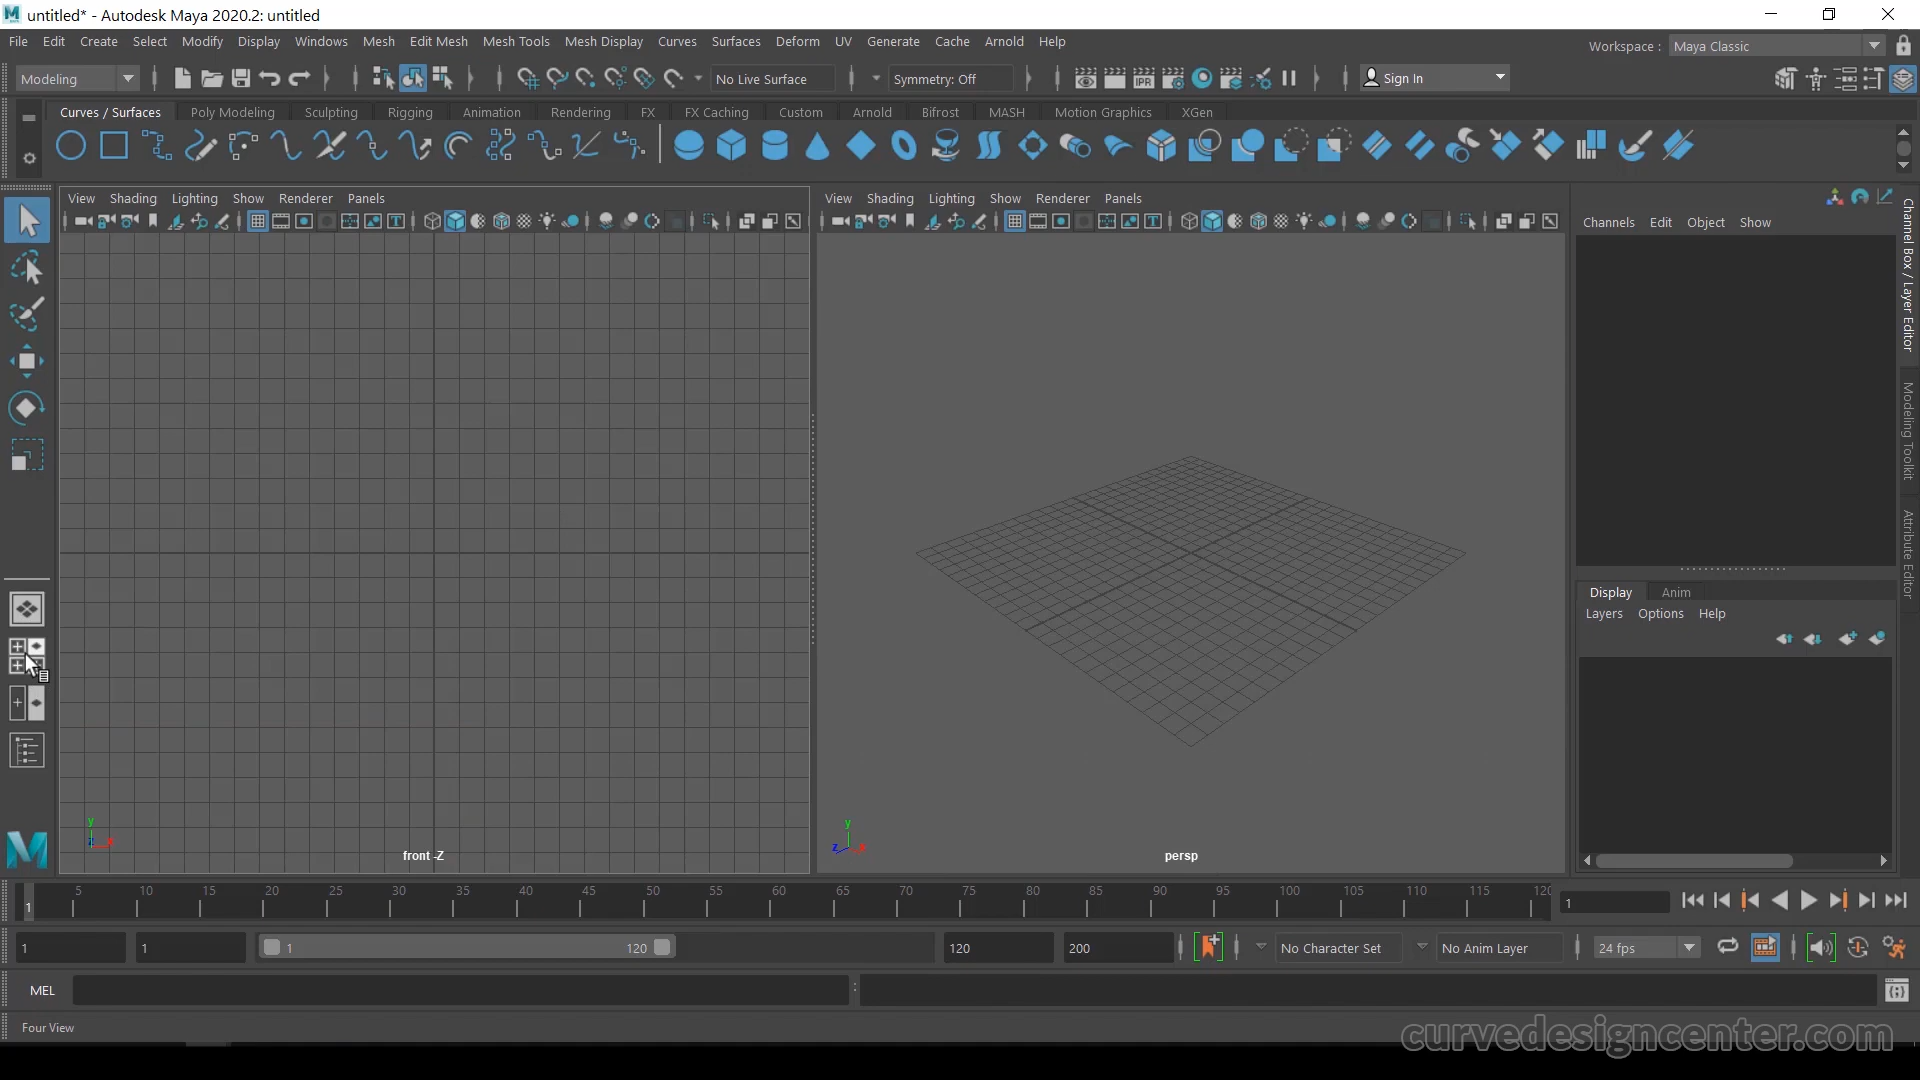 untitled* - Autodesk Maya 2020.2: untitled
File Edit Create Select Modify Display Windows Mesh Edit Mesh Mesh Tools Mesh Display Curves Surfaces Deform UV Generate Cache Arnold Help
Workspace : Maya Classic
Modeling
IPR
No Live Surface
Symmetry: Off
Sign In
Curves / Surfaces Poly Modeling Sculpting Rigging Animation Rendering FX FX Caching Custom Arnold Bifrost MASH Motion Graphics XGen
View Shading Lighting Show Renderer Panels
View Shading Lighting Show Renderer Panels
Channels Edit Object Show
Channel Box / Layer Editor
Modeling Toolkit
Attribute Editor
Display Anim
Layers Options Help
y
z x
front -Z
y
z x
persp
5 10 15 20 25 30 35 40 45 50 55 60 65 70 75 80 85 90 95 100 105 110 115 120
1
1
1
1
1
120
120
200
No Character Set
No Anim Layer
24 fps
MEL
:
Four View
curvedesigncenter.com